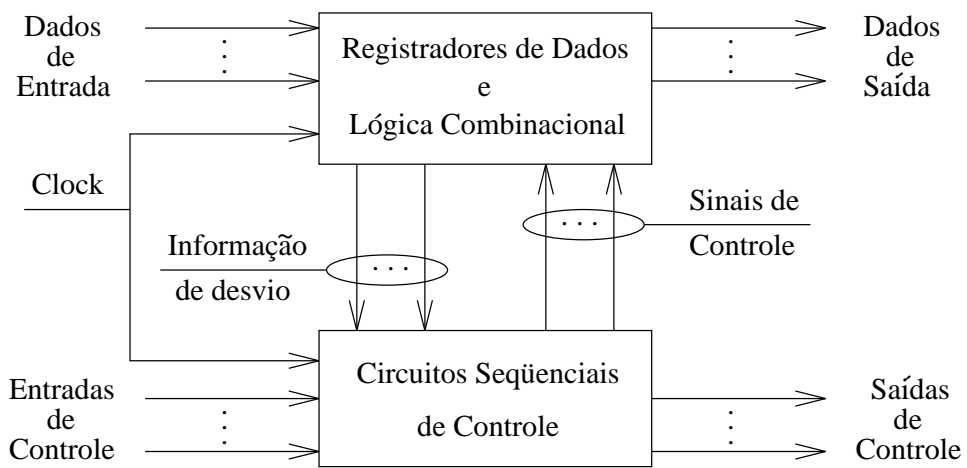 Dados
de
Entrada
Registradores de Dados
e
Lógica Combinacional
Dados
de
Saída
Clock
Informação
de desvio
Sinais de
Controle
Entradas
de
Controle
Circuitos Seqüenciais
de Controle
Saídas
de
Controle